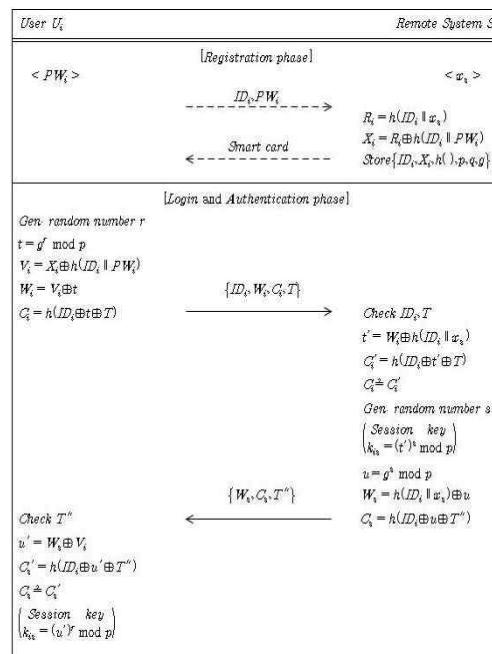 User U_i Remote System S
[Registration phase]
< PW_i > < x_s >
ID_i, PW_i
R_i = h(ID_i ∥ x_s)
Smart card
X_i = R_i ⊕ h(ID_i ∥ PW_i)
Store{ID_i, X_i, h( ), p, q, g}
[Login and Authentication phase]
Gen random number r
t = g^r mod p
V_i = X_i ⊕ h(ID_i ∥ PW_i)
W_i = V_i ⊕ t
{ID_i, W_i, C_i, T}
C_i = h(ID_i ⊕ t ⊕ T)
Check ID_i, T
t' = W_i ⊕ h(ID_i ∥ x_s)
C_i' = h(ID_i ⊕ t' ⊕ T)
C_i ≟ C_i'
Gen random number s
(Session key
k_is = (t')^s mod p)
u = g^s mod p
{W_s, C_s, T''}
W_s = h(ID_i ∥ x_s) ⊕ u
C_s = h(ID_i ⊕ u ⊕ T'')
Check T''
u' = W_s ⊕ V_i
C_s' = h(ID_i ⊕ u' ⊕ T'')
C_s ≟ C_s'
(Session key
k_is = (u')^r mod p)